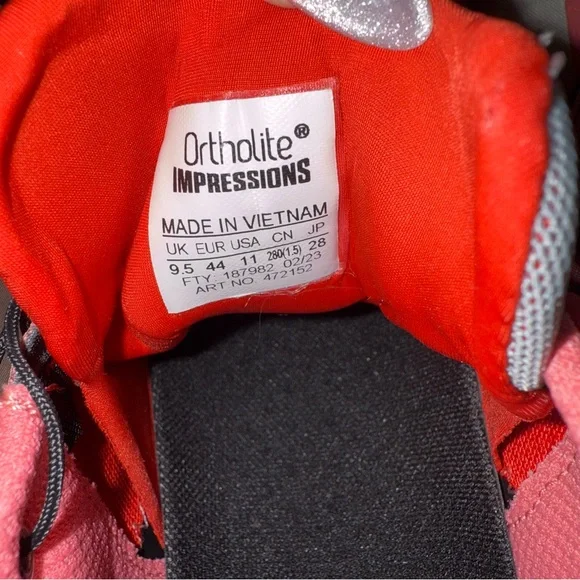 Ortholite®
IMPRESSIONS
MADE IN VIETNAM
UK EUR USA CN JP
9.5 44 11 280(1.5) 28
FTY: 187982 02/23
ART NO. 472152